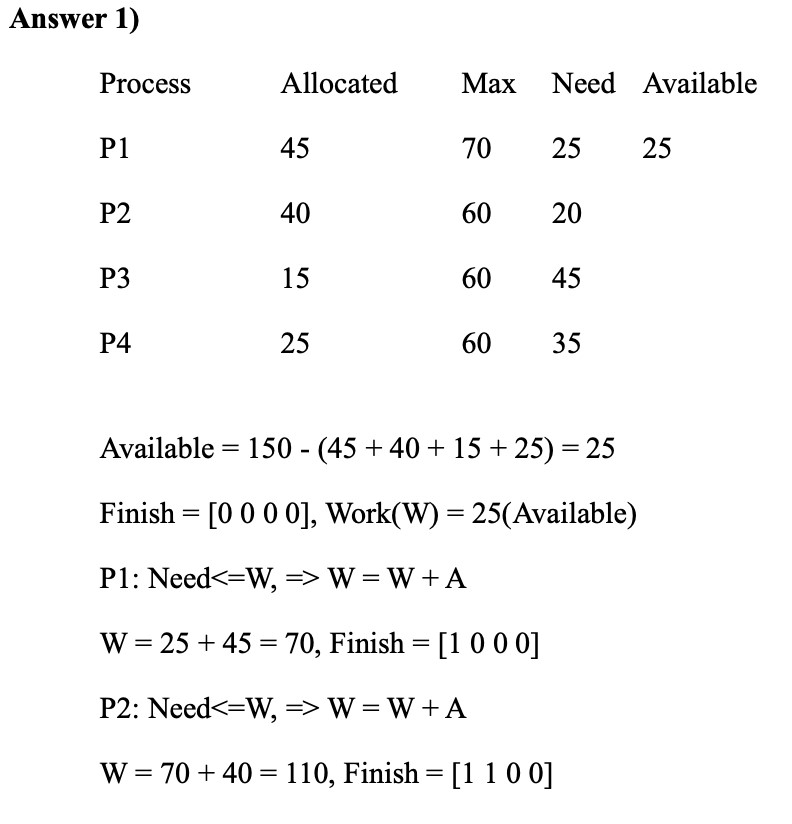 Answer 1)
Process Allocated Max Need Available
P1 45 70 25 25
P2 40 60 20
P3 15 60 45
P4 25 60 35
Available = 150 - (45 + 40 + 15 + 25) = 25
Finish = [0 0 0 0], Work(W) = 25(Available)
P1: Need<=W, => W = W + A
W = 25 + 45 = 70, Finish = [1 0 0 0]
P2: Need<=W, => W = W + A
W = 70 + 40 = 110, Finish = [1 1 0 0]